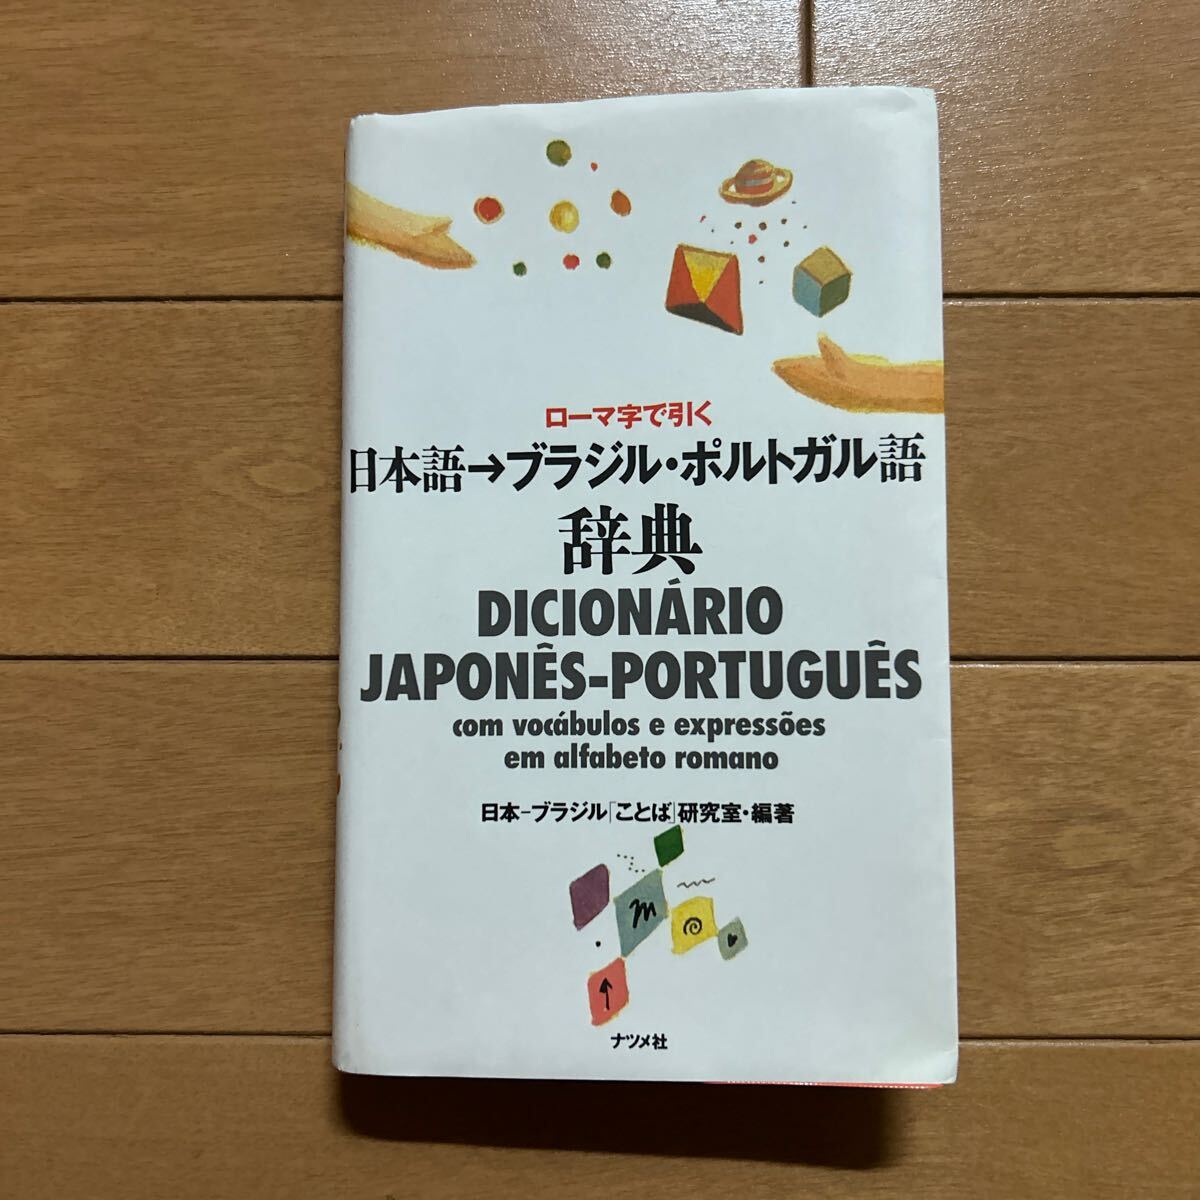 ローマ字で引く
日本語→ブラジル・ポルトガル語
辞典
DICIONÁRIO
JAPONÊS-PORTUGUÊS
com vocábulos e expressões
em alfabeto romano
日本-ブラジル「ことば」研究室・編著
ナツメ社